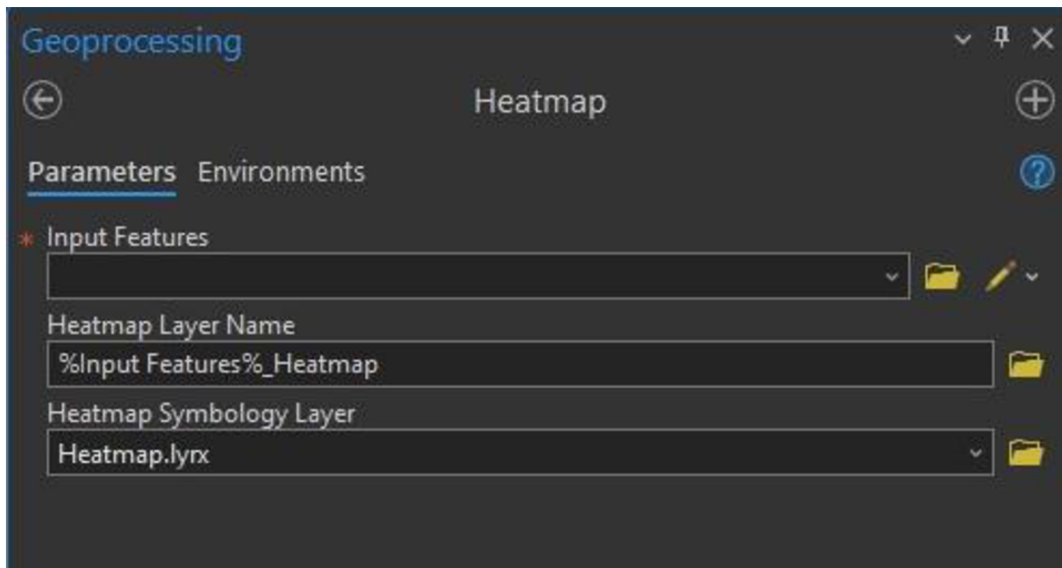 Geoprocessing
Heatmap
Parameters Environments
* Input Features
Heatmap Layer Name
%Input Features%_Heatmap
Heatmap Symbology Layer
Heatmap.lyrx